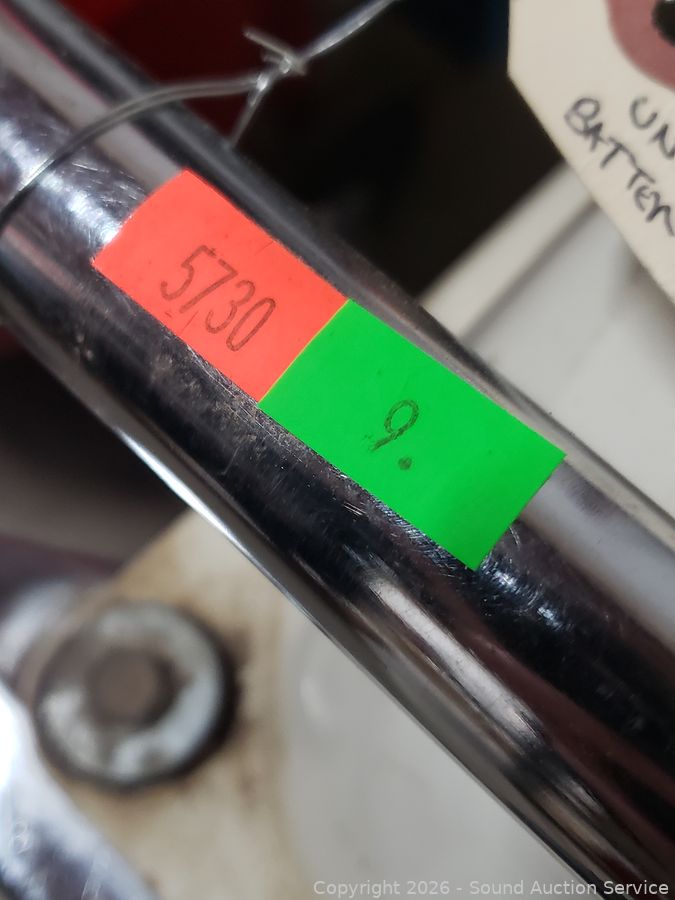 UN
BATTER
5730
9.
Copyright 2026 - Sound Auction Service